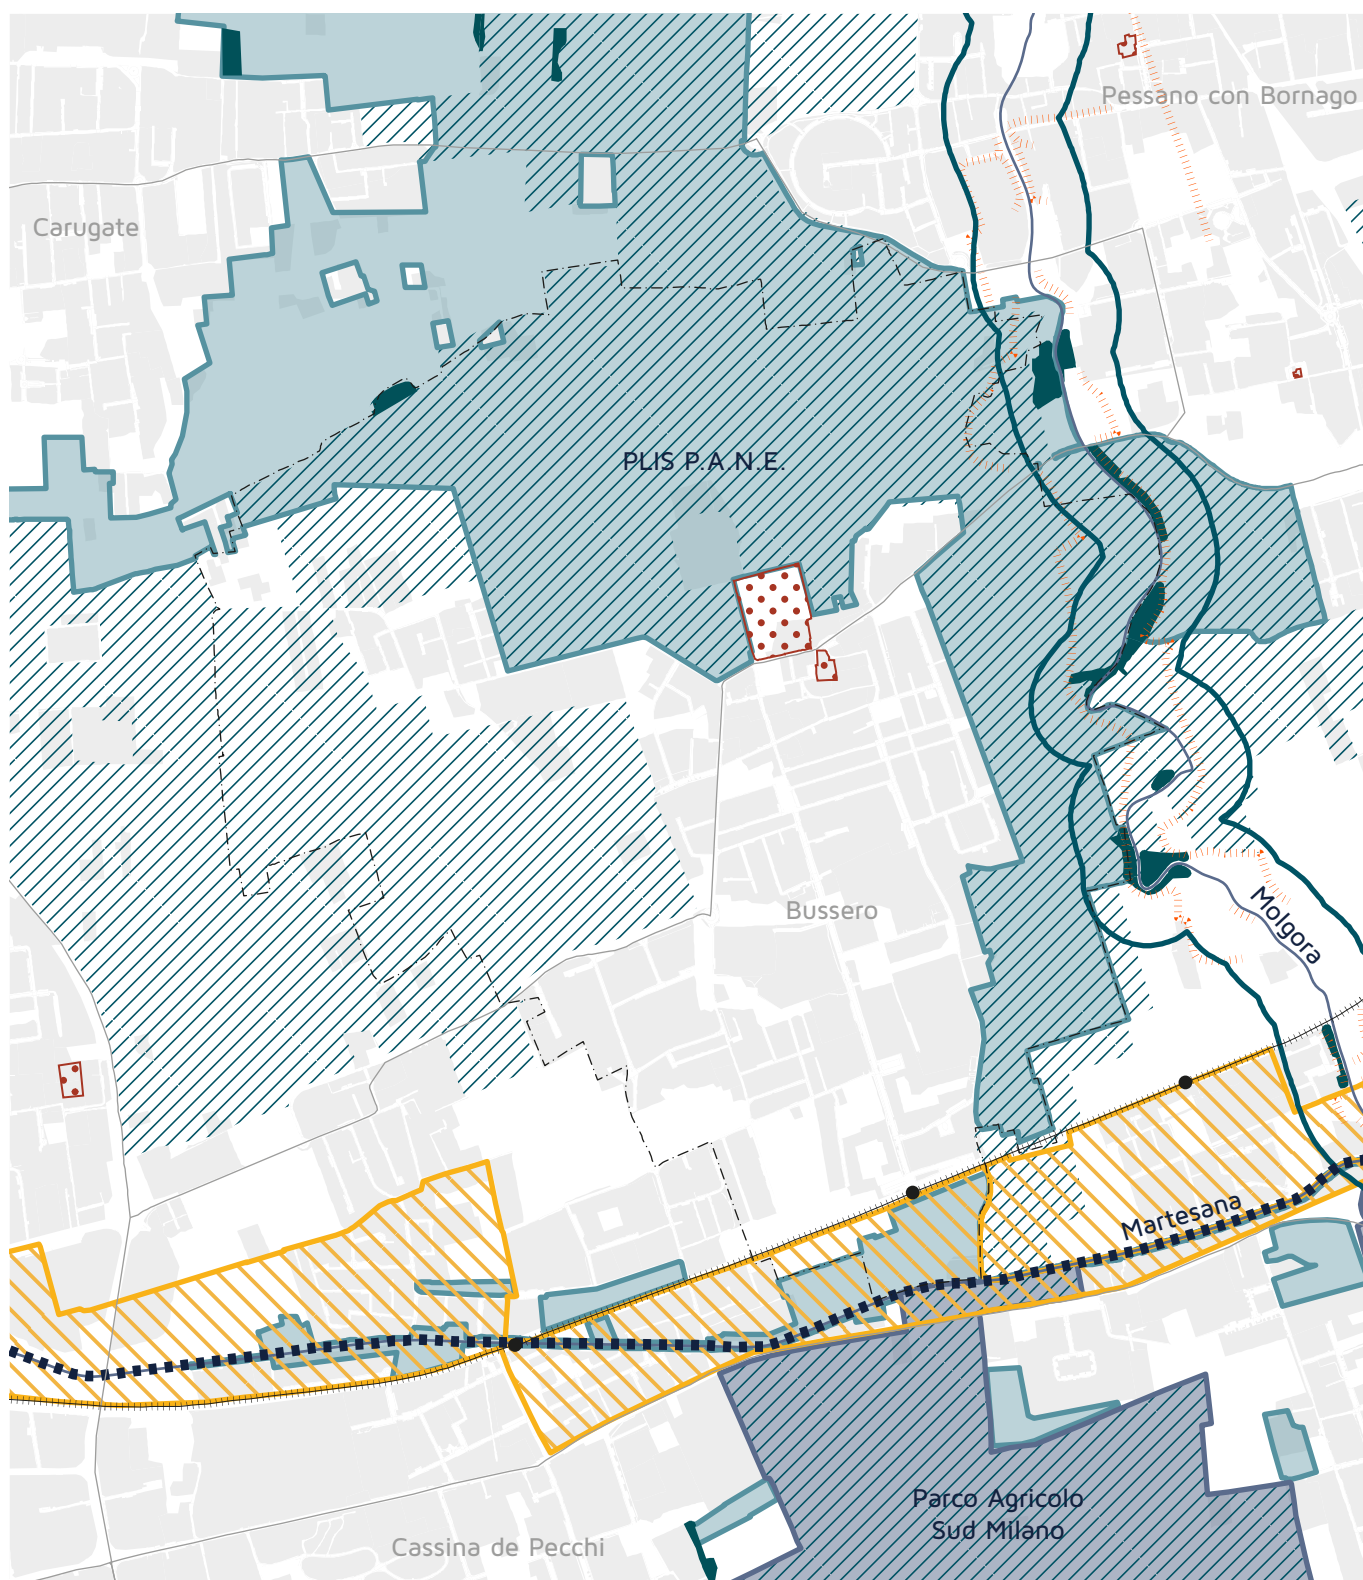 Pessano con Bornago
Carugate
PLIS P.A.N.E.
Bussero
Molgora
Martesana
Parco Agricolo
Sud Milano
Cassina de Pecchi